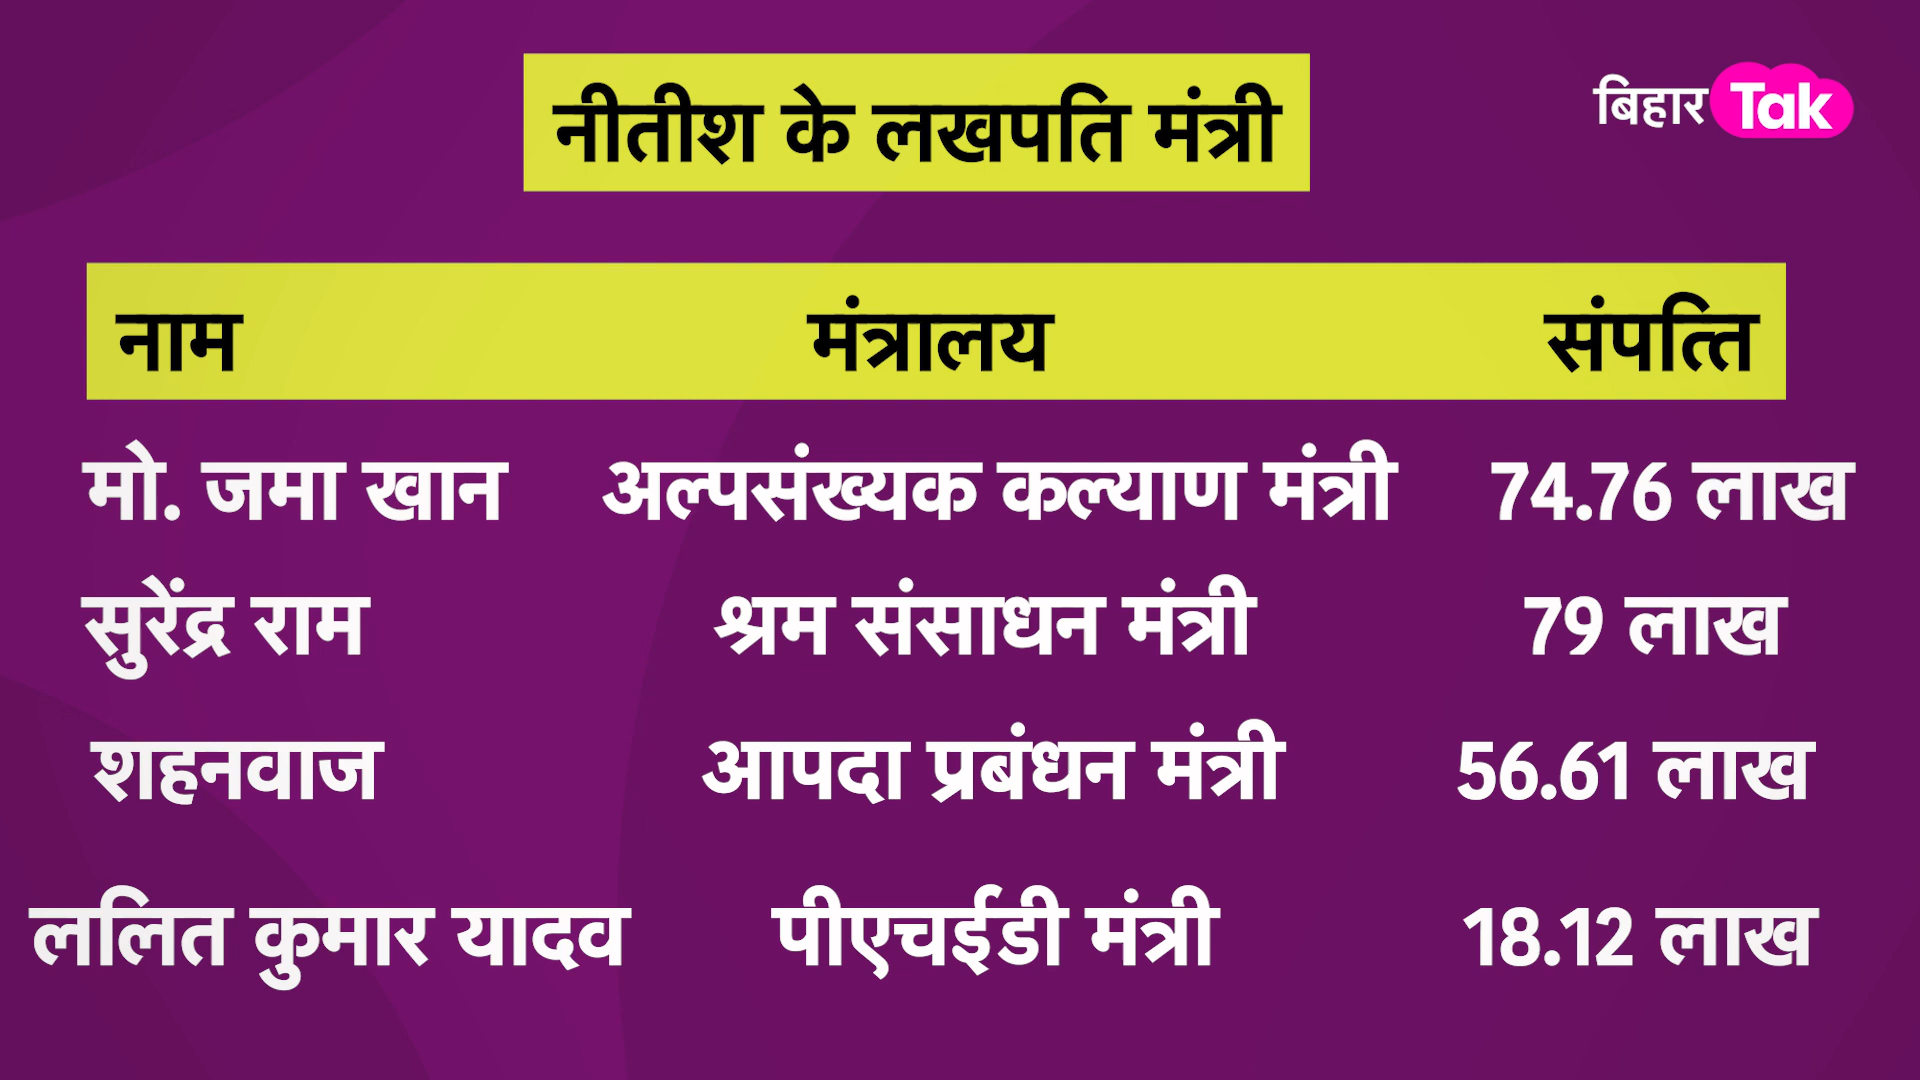 नीतीश के लखपति मंत्री
बिहार Tak
नाम मंत्रालय संपत्ति
मो. जमा खान अल्पसंख्यक कल्याण मंत्री 74.76 लाख
सुरेंद्र राम श्रम संसाधन मंत्री 79 लाख
शहनवाज आपदा प्रबंधन मंत्री 56.61 लाख
ललित कुमार यादव पीएचईडी मंत्री 18.12 लाख